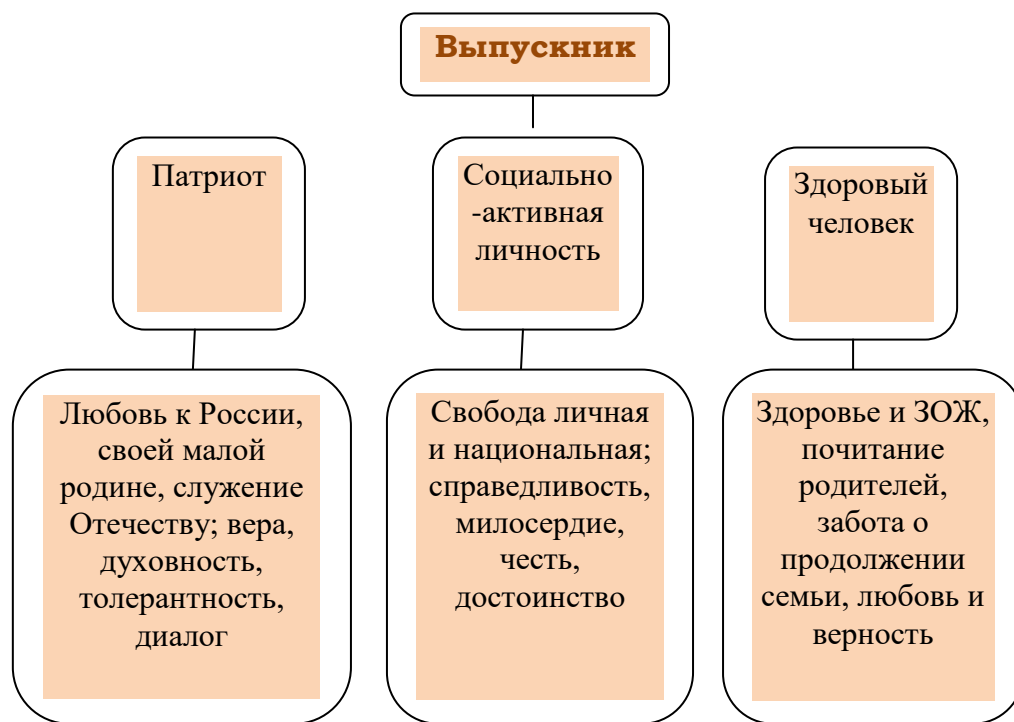 Выпускник
Патриот
Социально
-активная
личность
Здоровый
человек
Любовь к России,
своей малой
родине, служение
Отечеству; вера,
духовность,
толерантность,
диалог
Свобода личная
и национальная;
справедливость,
милосердие,
честь,
достоинство
Здоровье и ЗОЖ,
почитание
родителей,
забота о
продолжении
семьи, любовь и
верность